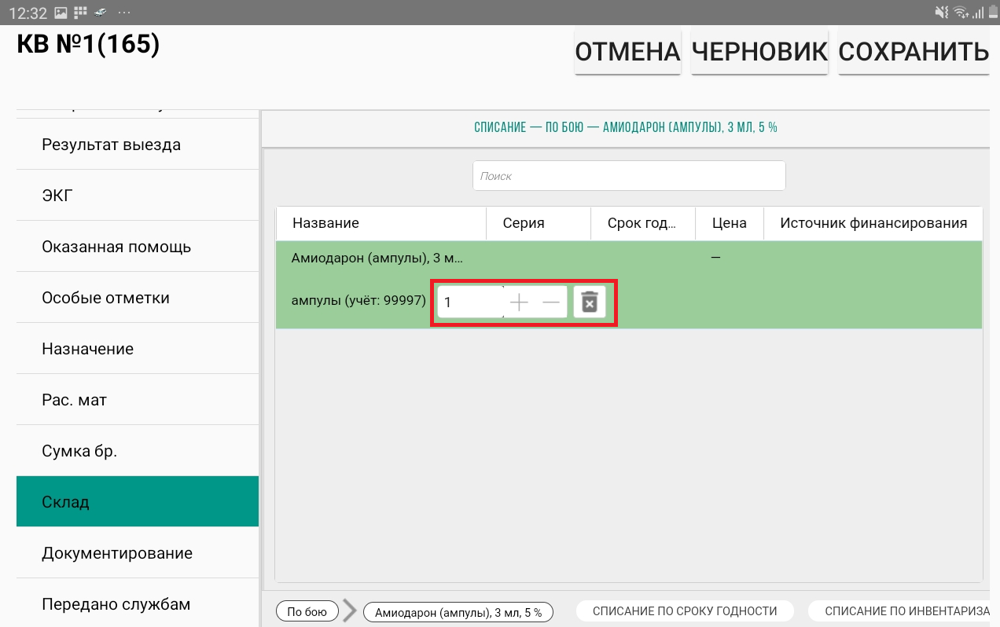 12:32
КВ №1(165)
ОТМЕНА ЧЕРНОВИК СОХРАНИТЬ
Результат выезда
ЭКГ
Оказанная помощь
Особые отметки
Назначение
Рас. мат
Сумка бр.
Склад
Документирование
Передано службам
СПИСАНИЕ — ПО БОЮ — АМИОДАРОН (АМПУЛЫ), 3 МЛ, 5 %
Поиск
Название Серия Срок год... Цена Источник финансирования
Амиодарон (ампулы), 3 м... —
ампулы (учёт: 99997) 1
По бою Амиодарон (ампулы), 3 мл, 5 % СПИСАНИЕ ПО СРОКУ ГОДНОСТИ СПИСАНИЕ ПО ИНВЕНТАРИЗА